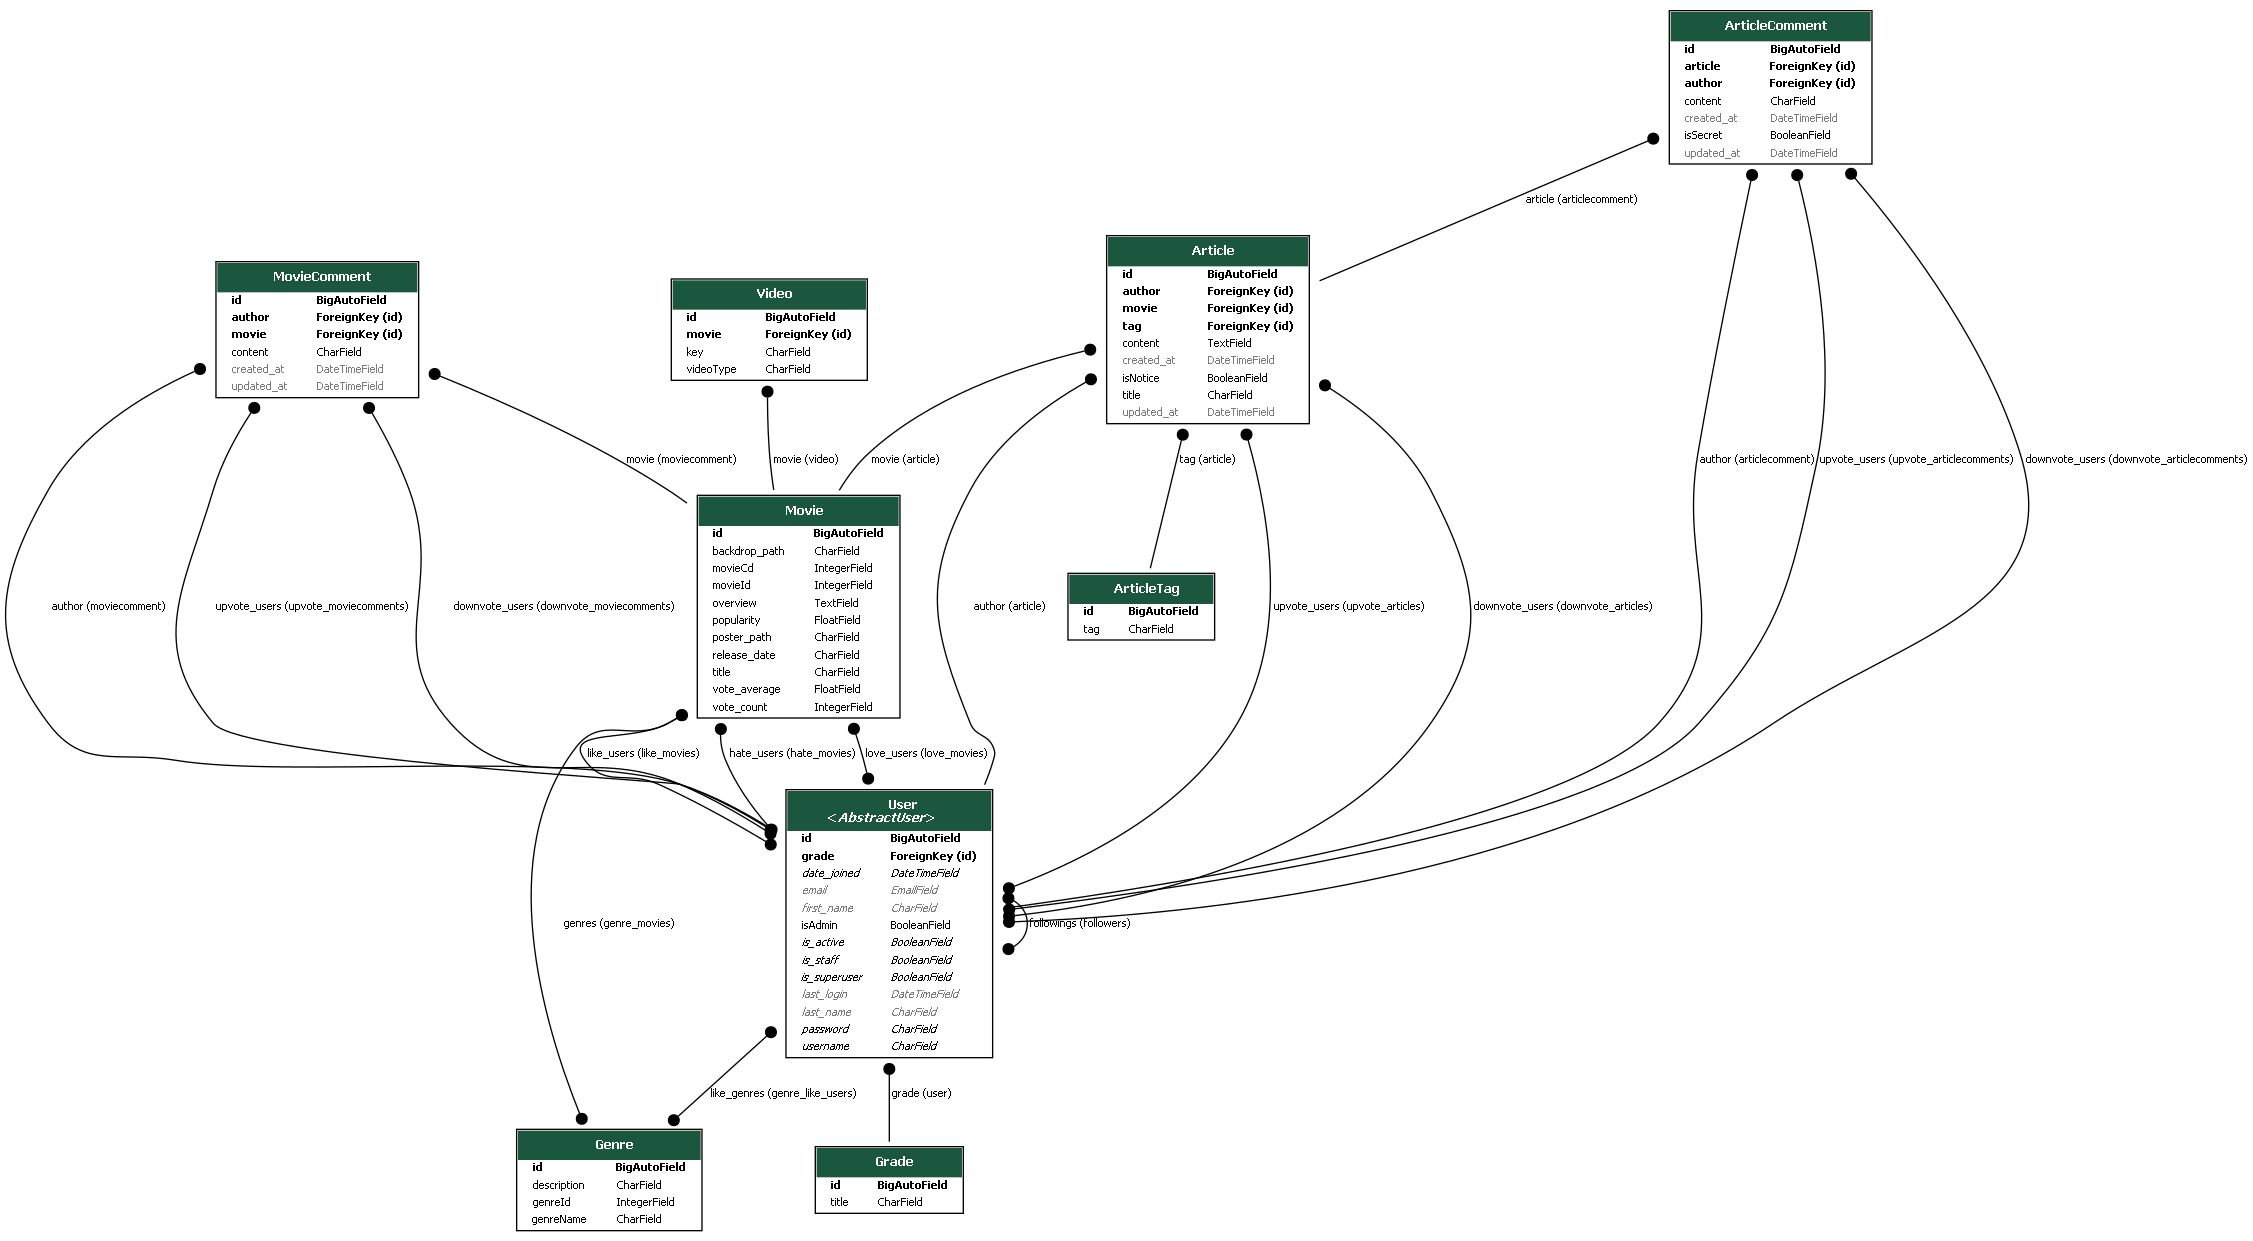 ArticleComment
id BigAutoField
article ForeignKey (id)
author ForeignKey (id)
content CharField
created_at DateTimeField
isSecret BooleanField
updated_at DateTimeField
article (articlecomment)
Article
id BigAutoField
author ForeignKey (id)
movie ForeignKey (id)
tag ForeignKey (id)
content TextField
created_at DateTimeField
isNotice BooleanField
title CharField
updated_at DateTimeField
MovieComment
id BigAutoField
author ForeignKey (id)
movie ForeignKey (id)
content CharField
created_at DateTimeField
updated_at DateTimeField
Video
id BigAutoField
movie ForeignKey (id)
key CharField
videoType CharField
movie (moviecomment)
movie (video)
movie (article)
tag (article)
author (articlecomment)
upvote_users (upvote_articlecomments)
downvote_users (downvote_articlecomments)
Movie
id BigAutoField
backdrop_path CharField
movieCd IntegerField
movieId IntegerField
overview TextField
popularity FloatField
poster_path CharField
release_date CharField
title CharField
vote_average FloatField
vote_count IntegerField
ArticleTag
id BigAutoField
tag CharField
author (moviecomment)
upvote_users (upvote_moviecomments)
downvote_users (downvote_moviecomments)
author (article)
upvote_users (upvote_articles)
downvote_users (downvote_articles)
like_users (like_movies)
hate_users (hate_movies)
love_users (love_movies)
User
<AbstractUser>
id BigAutoField
grade ForeignKey (id)
date_joined DateTimeField
email EmailField
first_name CharField
isAdmin BooleanField
is_active BooleanField
is_staff BooleanField
is_superuser BooleanField
last_login DateTimeField
last_name CharField
password CharField
username CharField
genres (genre_movies)
followings (followers)
like_genres (genre_like_users)
grade (user)
Genre
id BigAutoField
description CharField
genreId IntegerField
genreName CharField
Grade
id BigAutoField
title CharField